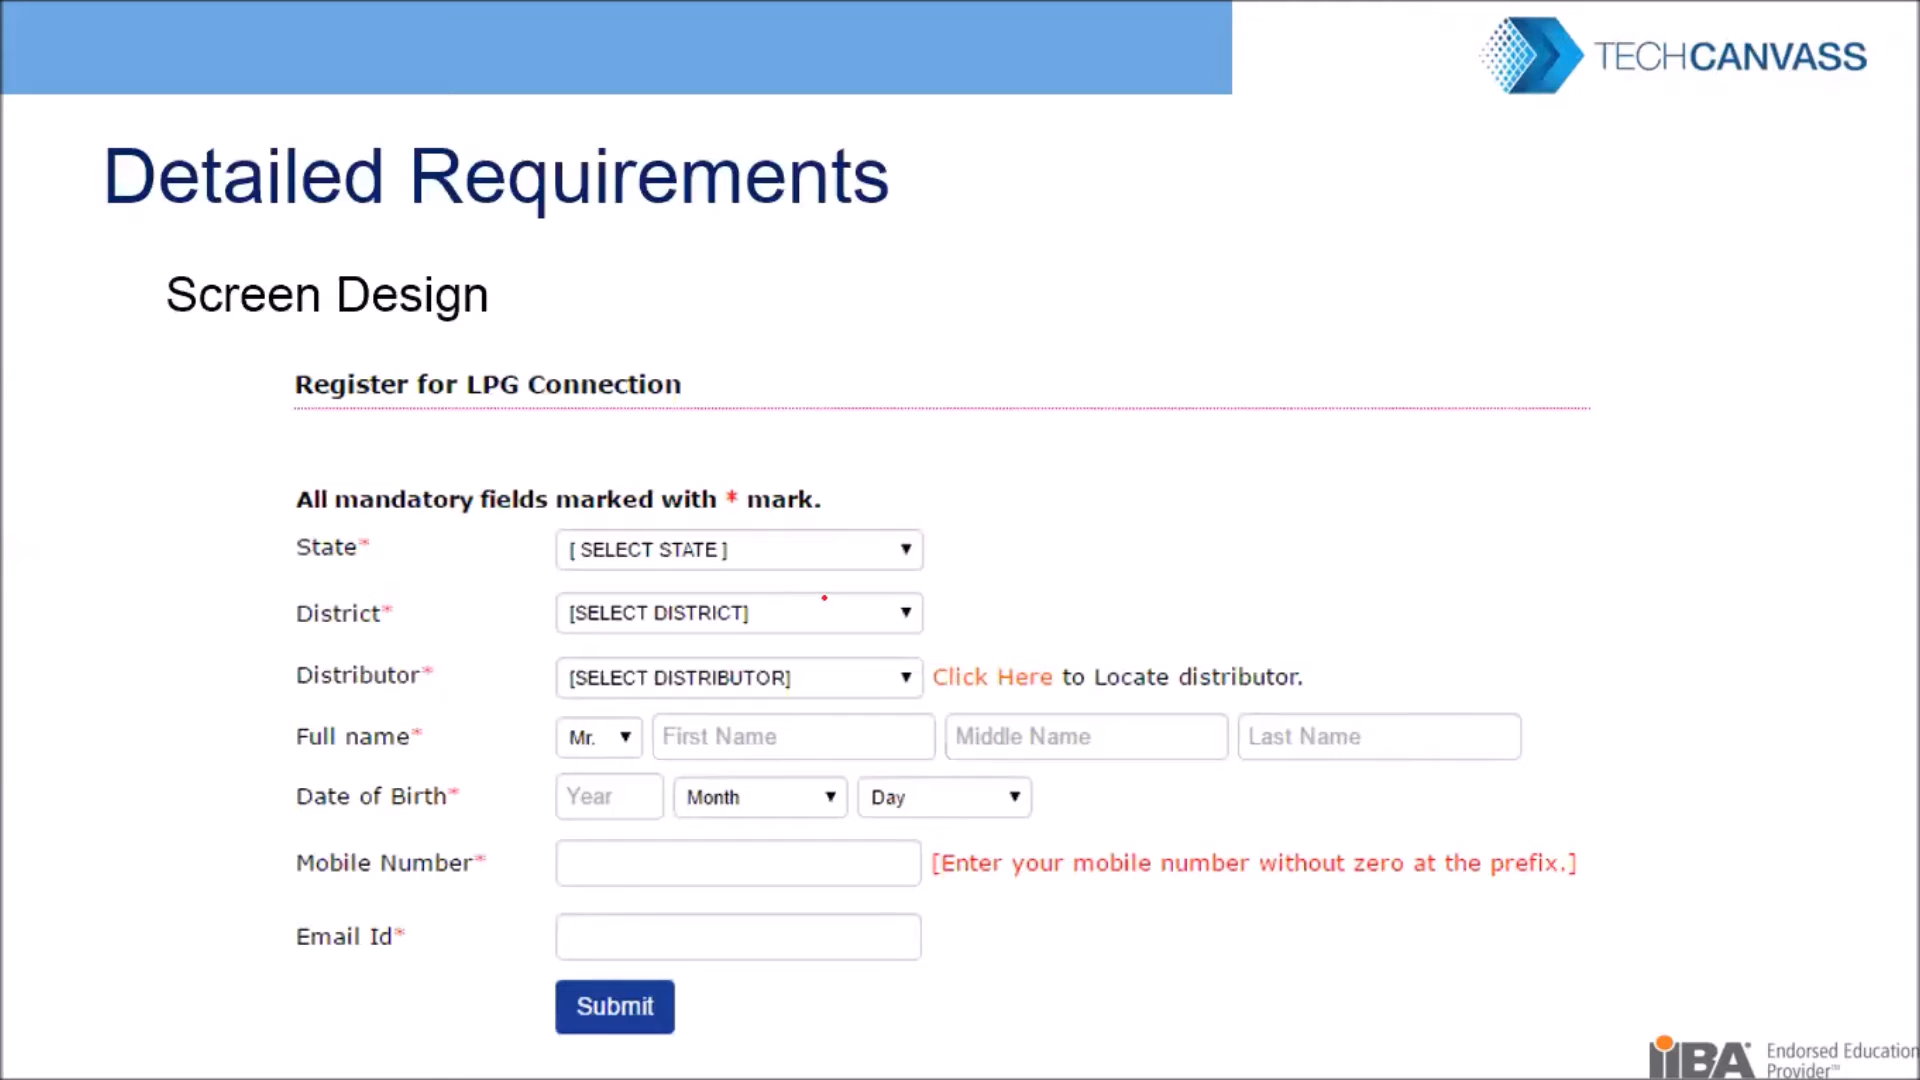 TECHCANVASS
Detailed Requirements
Screen Design
Register for LPG Connection
All mandatory fields marked with * mark.
State* [ SELECT STATE ]
District* [SELECT DISTRICT]
Distributor* [SELECT DISTRIBUTOR] Click Here to Locate distributor.
Full name* Mr. First Name Middle Name Last Name
Date of Birth* Year Month Day
Mobile Number* [Enter your mobile number without zero at the prefix.]
Email Id*
Submit
IIBA® Endorsed Education
Provider™